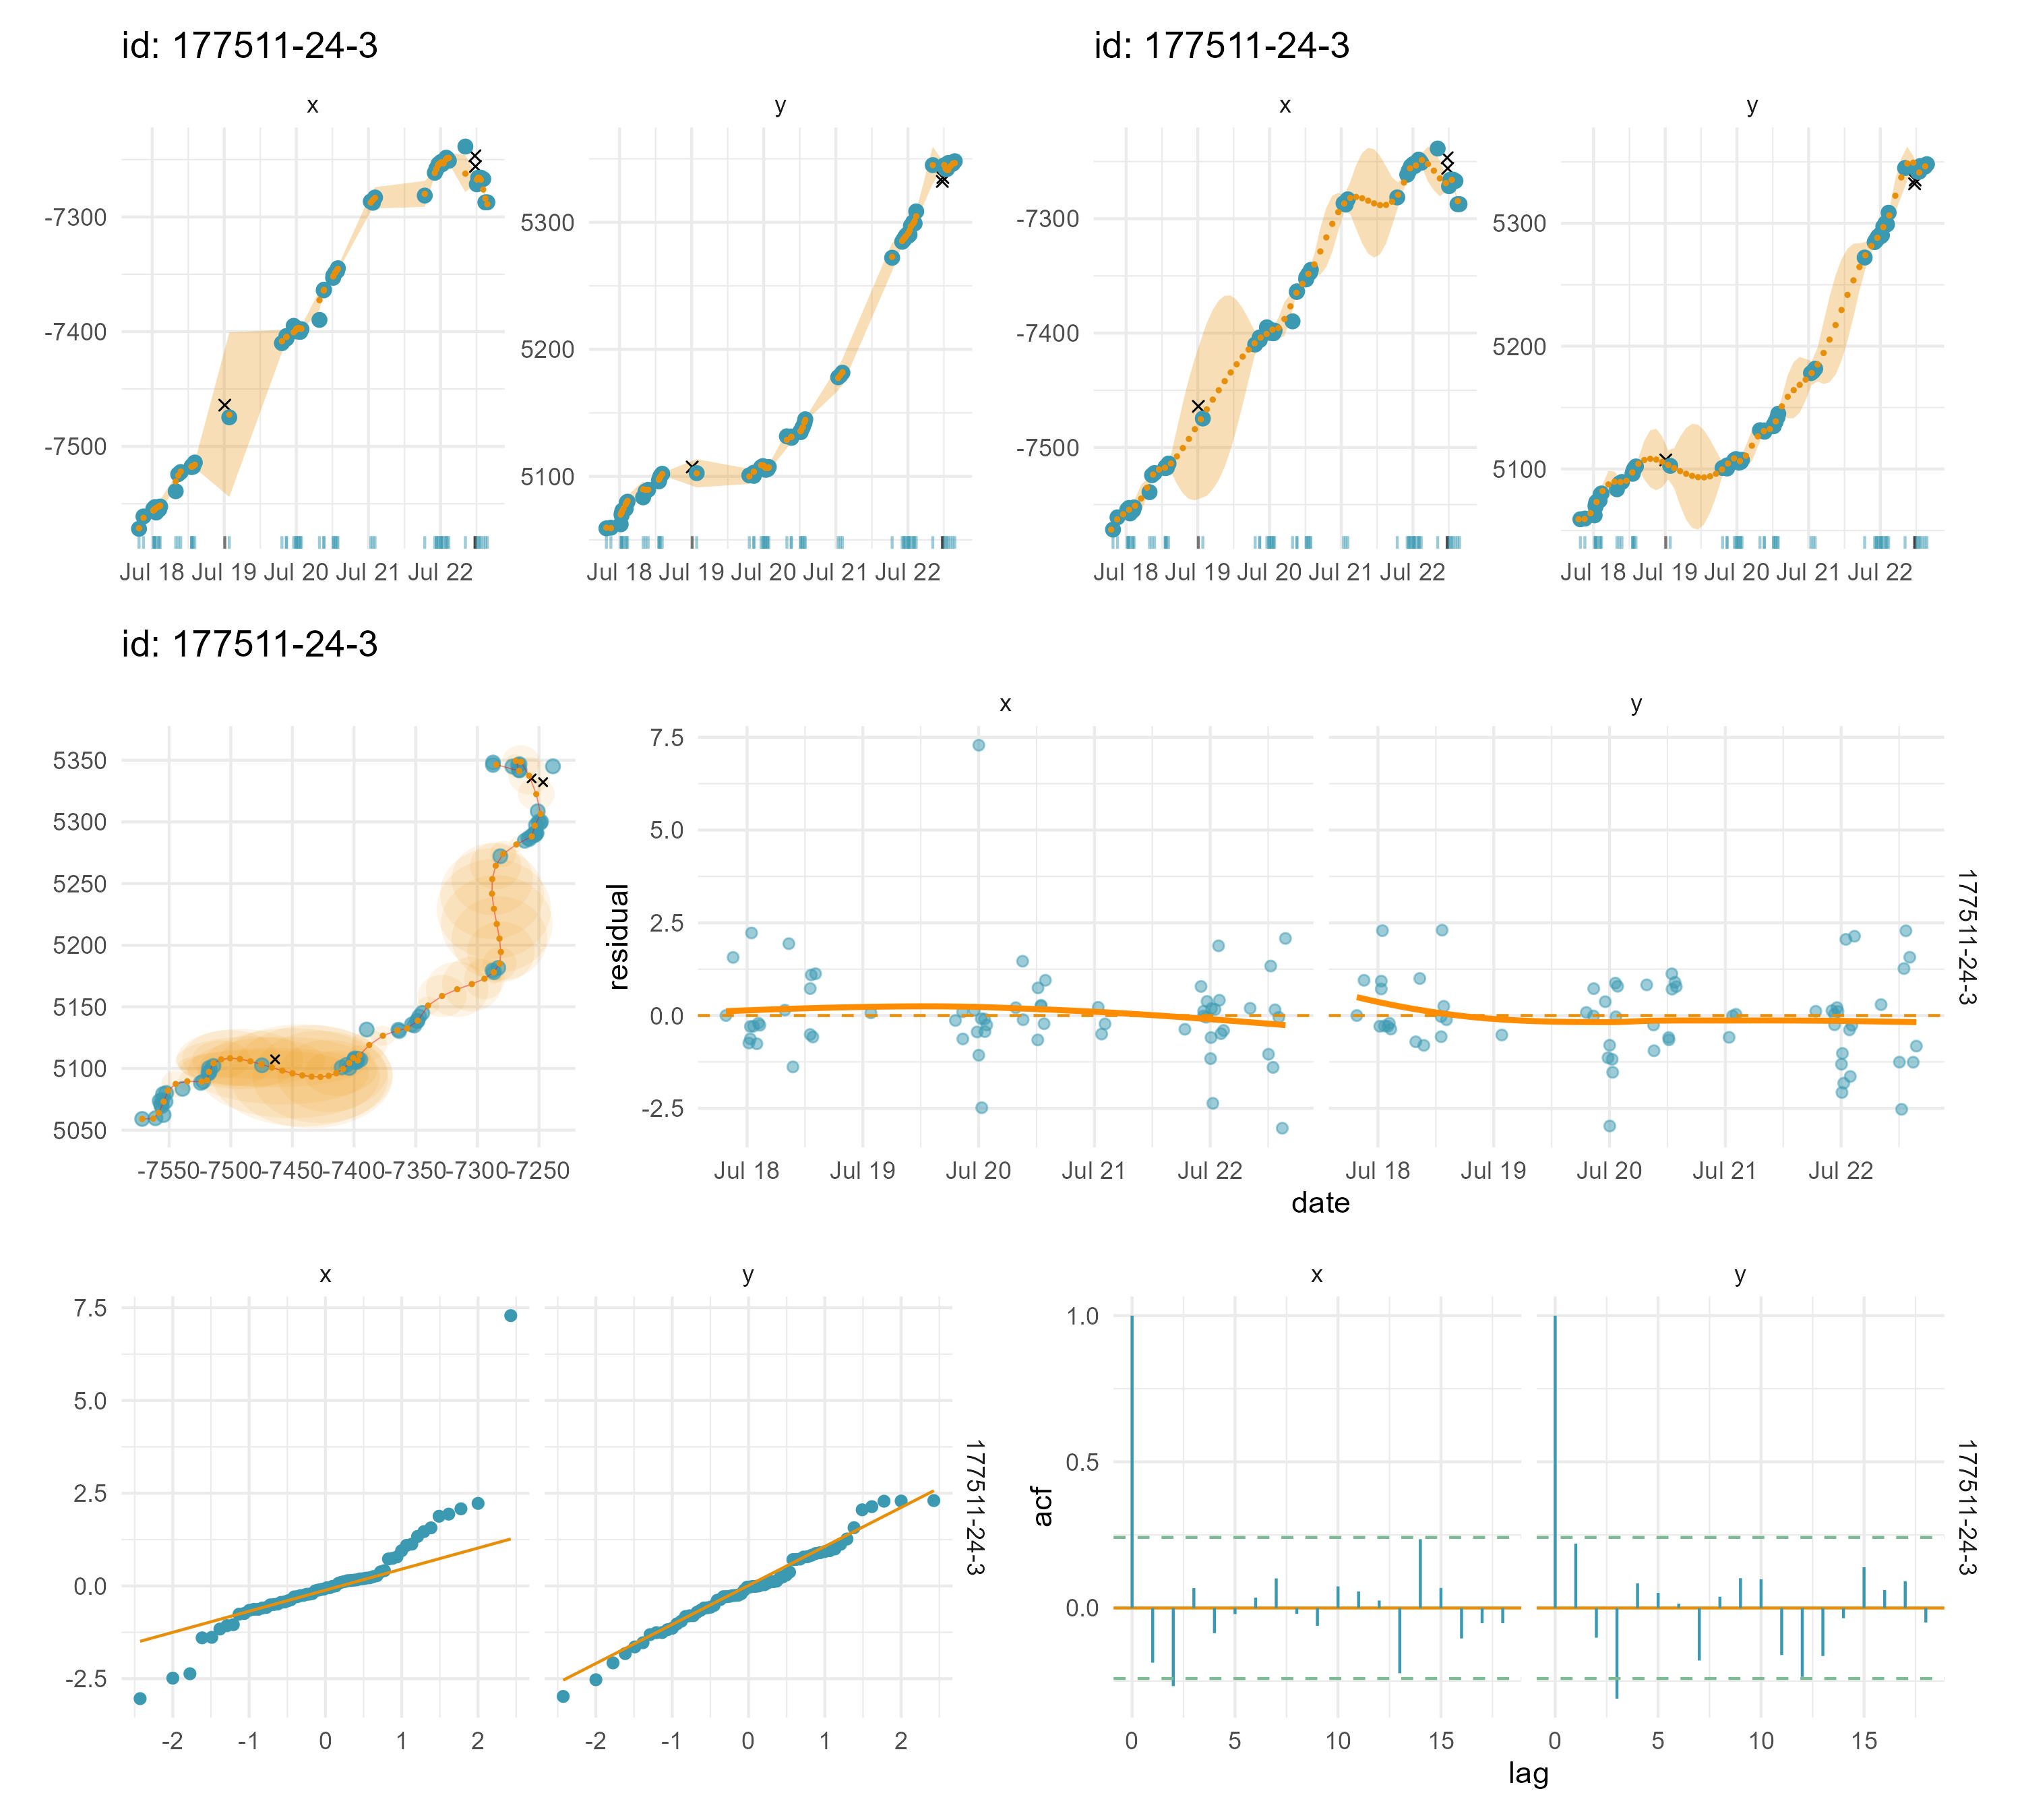 id: 177511-24-3
id: 177511-24-3
x
y
x
y
-7300
-7400
-7500
5300
5200
5100
-7300
-7400
-7500
5300
5200
5100
Jul 18 Jul 19 Jul 20 Jul 21 Jul 22
Jul 18 Jul 19 Jul 20 Jul 21 Jul 22
Jul 18 Jul 19 Jul 20 Jul 21 Jul 22
Jul 18 Jul 19 Jul 20 Jul 21 Jul 22
id: 177511-24-3
5350
5300
5250
5200
5150
5100
5050
-7550 -7500 -7450 -7400 -7350 -7300 -7250
x
y
residual
7.5
5.0
2.5
0.0
-2.5
Jul 18 Jul 19 Jul 20 Jul 21 Jul 22
Jul 18 Jul 19 Jul 20 Jul 21 Jul 22
date
177511-24-3
x
y
7.5
5.0
2.5
0.0
-2.5
-2 -1 0 1 2
-2 -1 0 1 2
177511-24-3
x
y
acf
1.0
0.5
0.0
0 5 10 15
0 5 10 15
lag
177511-24-3